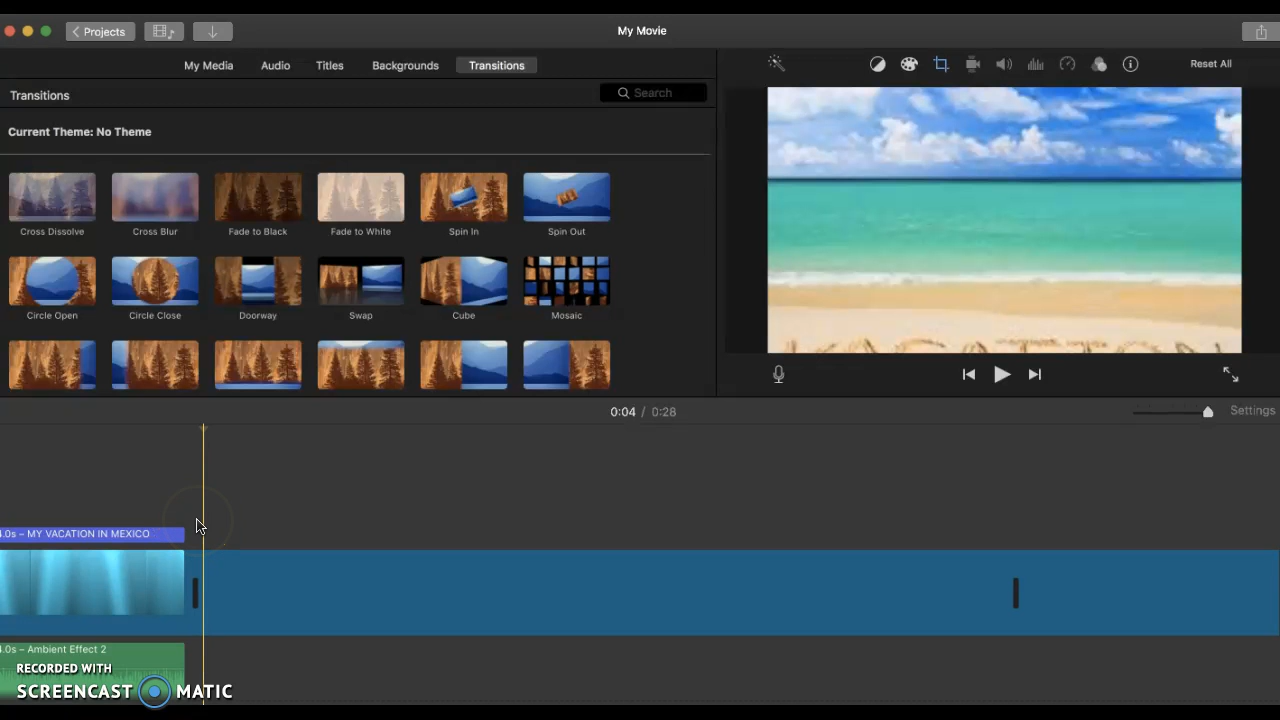 Projects
My Movie
My Media
Audio
Titles
Backgrounds
Transitions
Reset All
Transitions
Search
Current Theme: No Theme
Cross Dissolve
Cross Blur
Fade to Black
Fade to White
Spin In
Spin Out
Circle Open
Circle Close
Doorway
Swap
Cube
Mosaic
0:04 / 0:28
Settings
4.0s – MY VACATION IN MEXICO
4.0s – Ambient Effect 2
RECORDED WITH
SCREENCAST MATIC